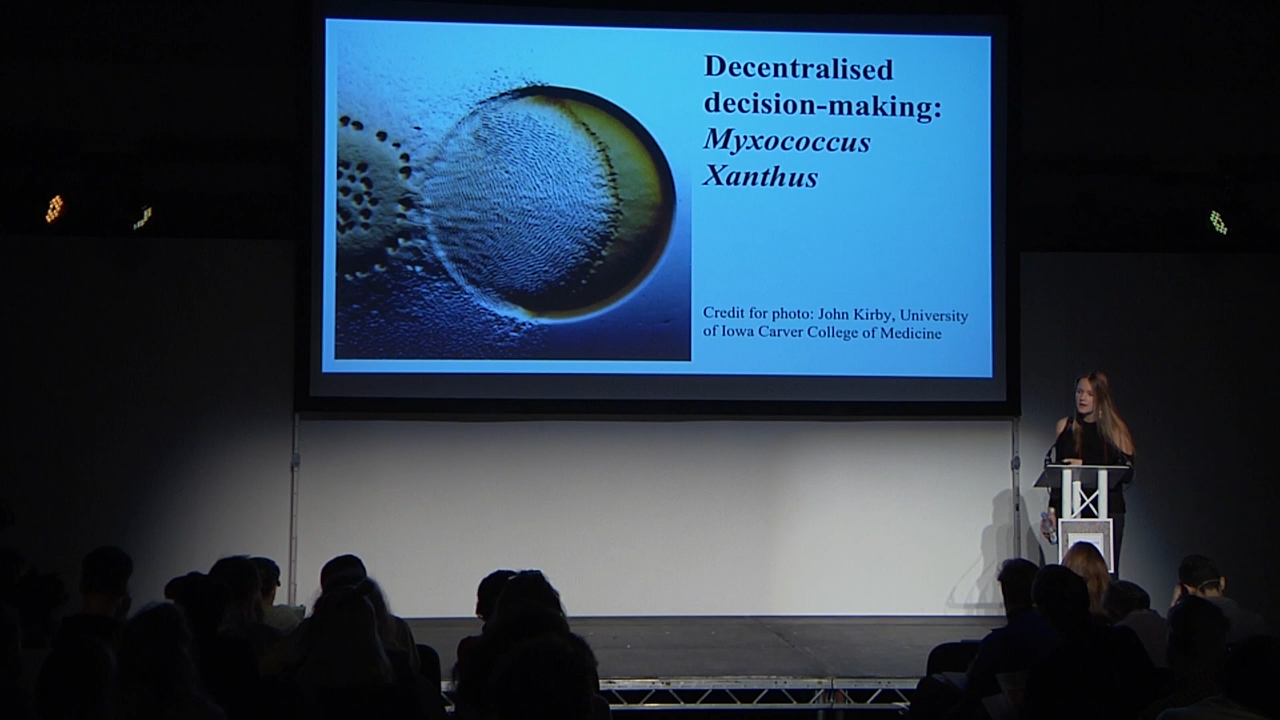 Decentralised
decision-making:
Myxococcus
Xanthus
Credit for photo: John Kirby, University
of Iowa Carver College of Medicine